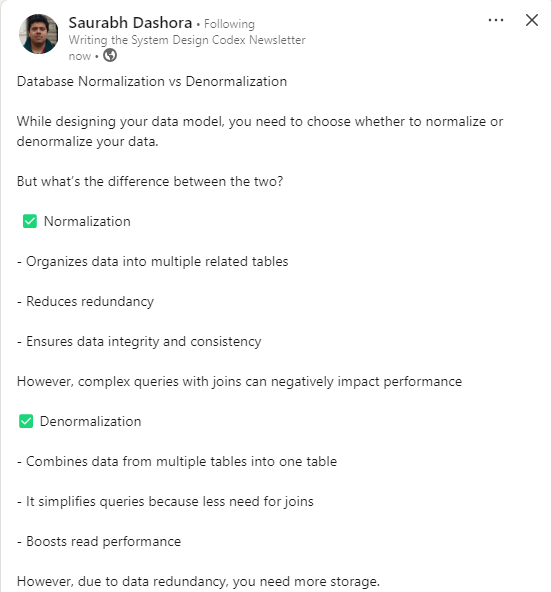 Saurabh Dashora • Following
Writing the System Design Codex Newsletter
now •
Database Normalization vs Denormalization
While designing your data model, you need to choose whether to normalize or
denormalize your data.
But what's the difference between the two?
✅ Normalization
- Organizes data into multiple related tables
- Reduces redundancy
- Ensures data integrity and consistency
However, complex queries with joins can negatively impact performance
✅ Denormalization
- Combines data from multiple tables into one table
- It simplifies queries because less need for joins
- Boosts read performance
However, due to data redundancy, you need more storage.